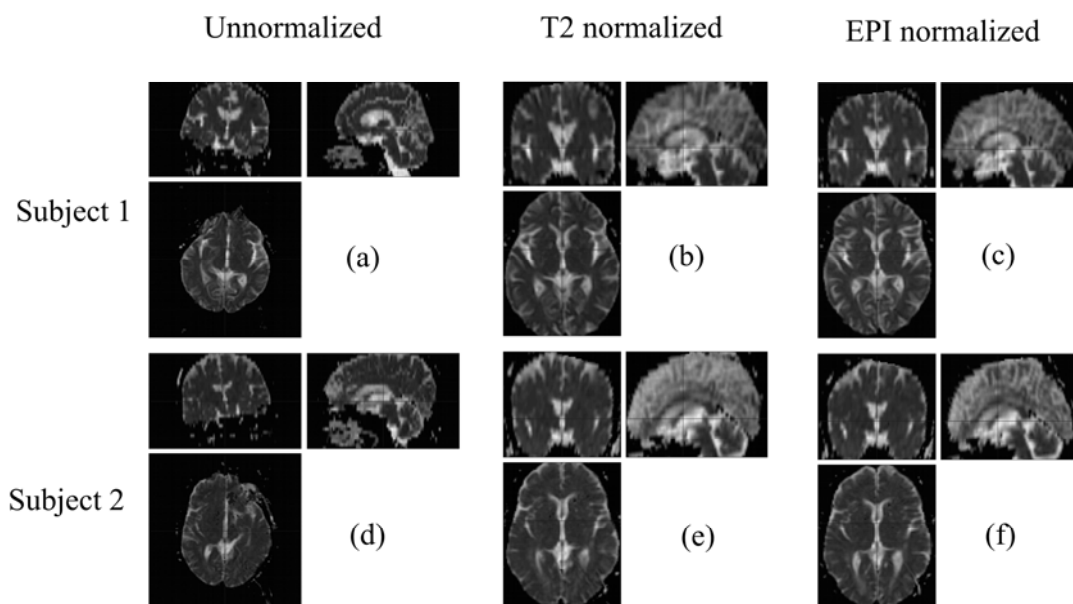 Unnormalized T2 normalized EPI normalized
Subject 1
(a) (b) (c)
Subject 2
(d) (e) (f)